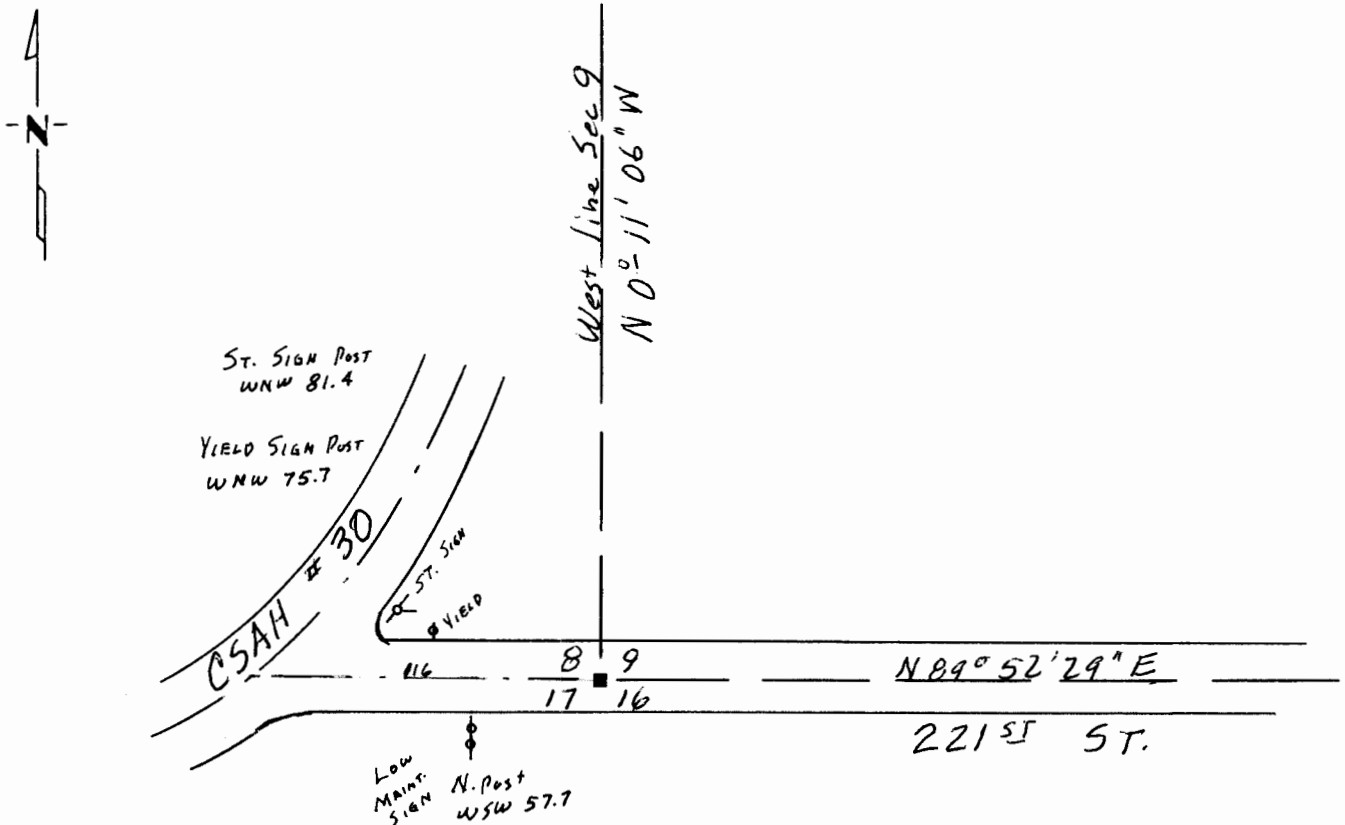 N
West Line Sec 9
N 0° 11' 06" W
ST. SIGN POST
WNW 81.4
YIELD SIGN POST
WNW 75.7
CSAH # 30
ST. SIGN
YIELD
8 9
17 16
116
N 89° 52' 29" E
221 ST ST.
LOW
MAINT.
SIGN
N. Post
WSW 57.7